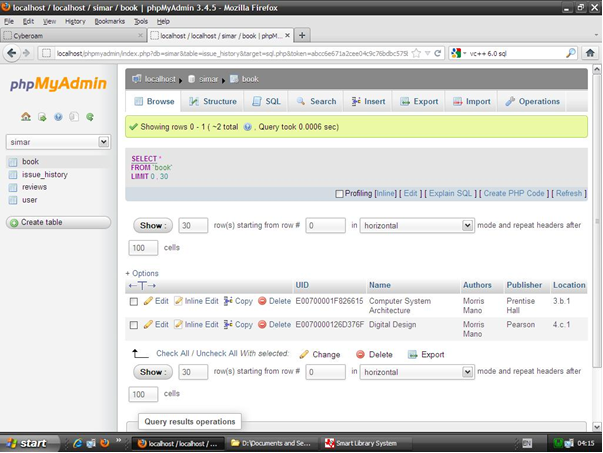 localhost / localhost / simar / book | phpMyAdmin 3.4.5 - Mozilla Firefox
File Edit View History Bookmarks Tools Help
Cyberoam
localhost / localhost / simar / book | phpM...
localhost/phpmyadmin/index.php?db=simar&table=issue_history&target=sql.php&token=abcc6e671a2cee04c9c76bdbc575
vc++ 6.0 sql
phpMyAdmin
localhost
simar
book
Browse Structure SQL Search Insert Export Import Operations
Showing rows 0 - 1 ( ~2 total , Query took 0.0006 sec)
SELECT *
FROM `book`
LIMIT 0 , 30
Profiling [Inline] [ Edit ] [ Explain SQL ] [ Create PHP Code ] [ Refresh ]
simar
book
issue_history
reviews
user
Create table
Show : 30 row(s) starting from row # 0 in horizontal mode and repeat headers after
100 cells
+ Options
←T→ UID Name Authors Publisher Location
Edit Inline Edit Copy Delete E00700001F826615 Computer System Architecture Morris Mano Prentise Hall 3.b.1
Edit Inline Edit Copy Delete E0070000126D376F Digital Design Morris Mano Pearson 4.c.1
Check All / Uncheck All With selected: Change Delete Export
Show : 30 row(s) starting from row # 0 in horizontal mode and repeat headers after
100 cells
Query results operations
start
localhost / localhost / ...
D:\Documents and Se...
Smart Library System
EN
04:15